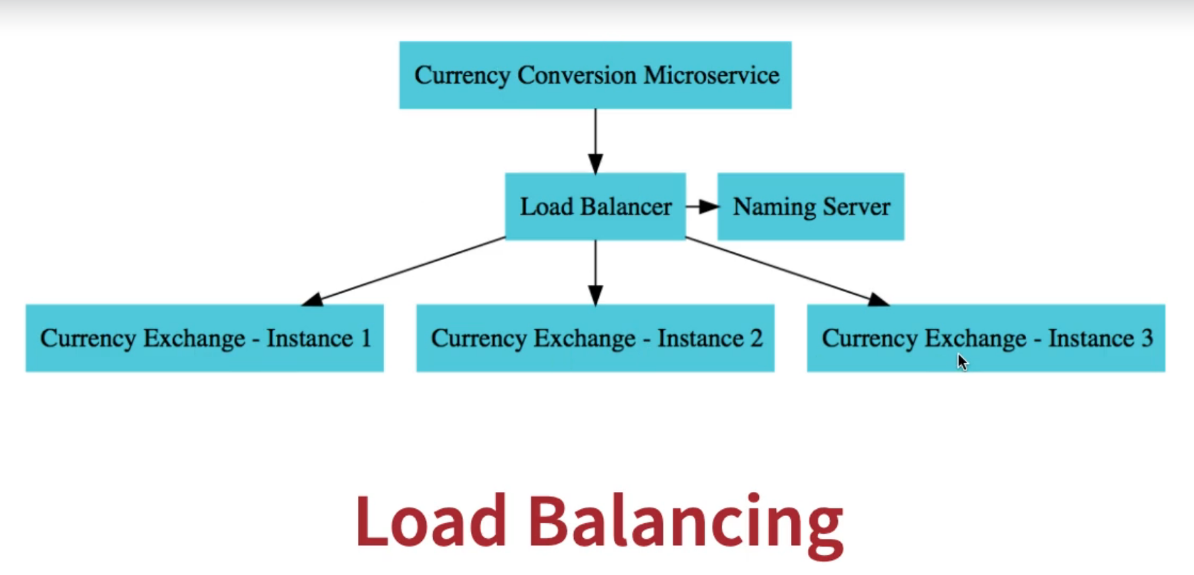 Currency Conversion Microservice
Load Balancer
Naming Server
Currency Exchange - Instance 1
Currency Exchange - Instance 2
Currency Exchange - Instance 3
Load Balancing